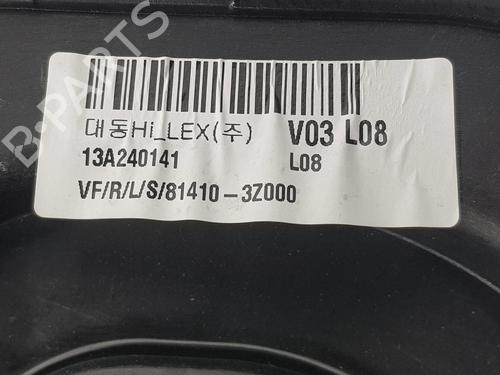 B-PARTS
대동Hi_LEX(주) V03 L08
13A240141 L08
VF/R/L/S/81410-3Z000